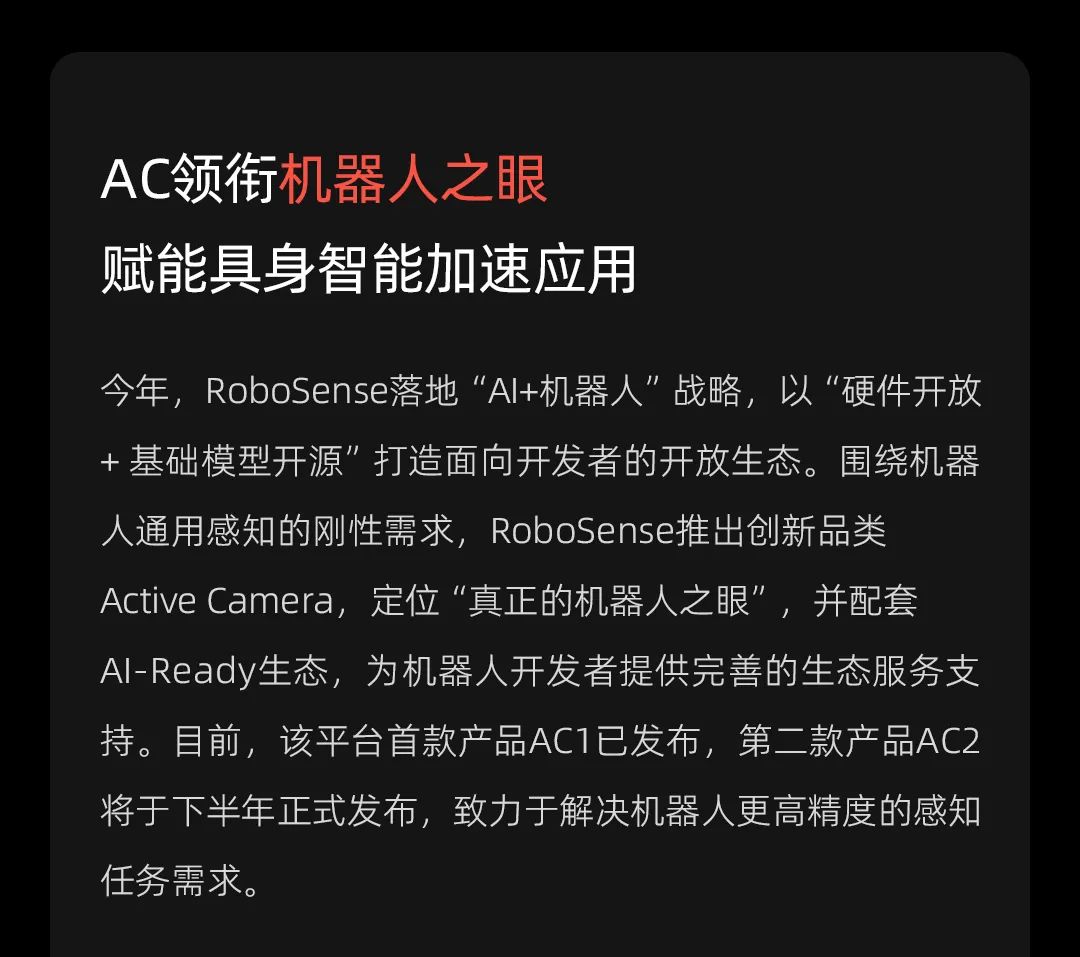 AC领衔机器人之眼
赋能具身智能加速应用
今年，RoboSense落地“AI+机器人”战略，以“硬件开放
+ 基础模型开源”打造面向开发者的开放生态。围绕机器
人通用感知的刚性需求，RoboSense推出创新品类
Active Camera，定位“真正的机器人之眼”，并配套
AI-Ready生态，为机器人开发者提供完善的生态服务支
持。目前，该平台首款产品AC1已发布，第二款产品AC2
将于下半年正式发布，致力于解决机器人更高精度的感知
任务需求。